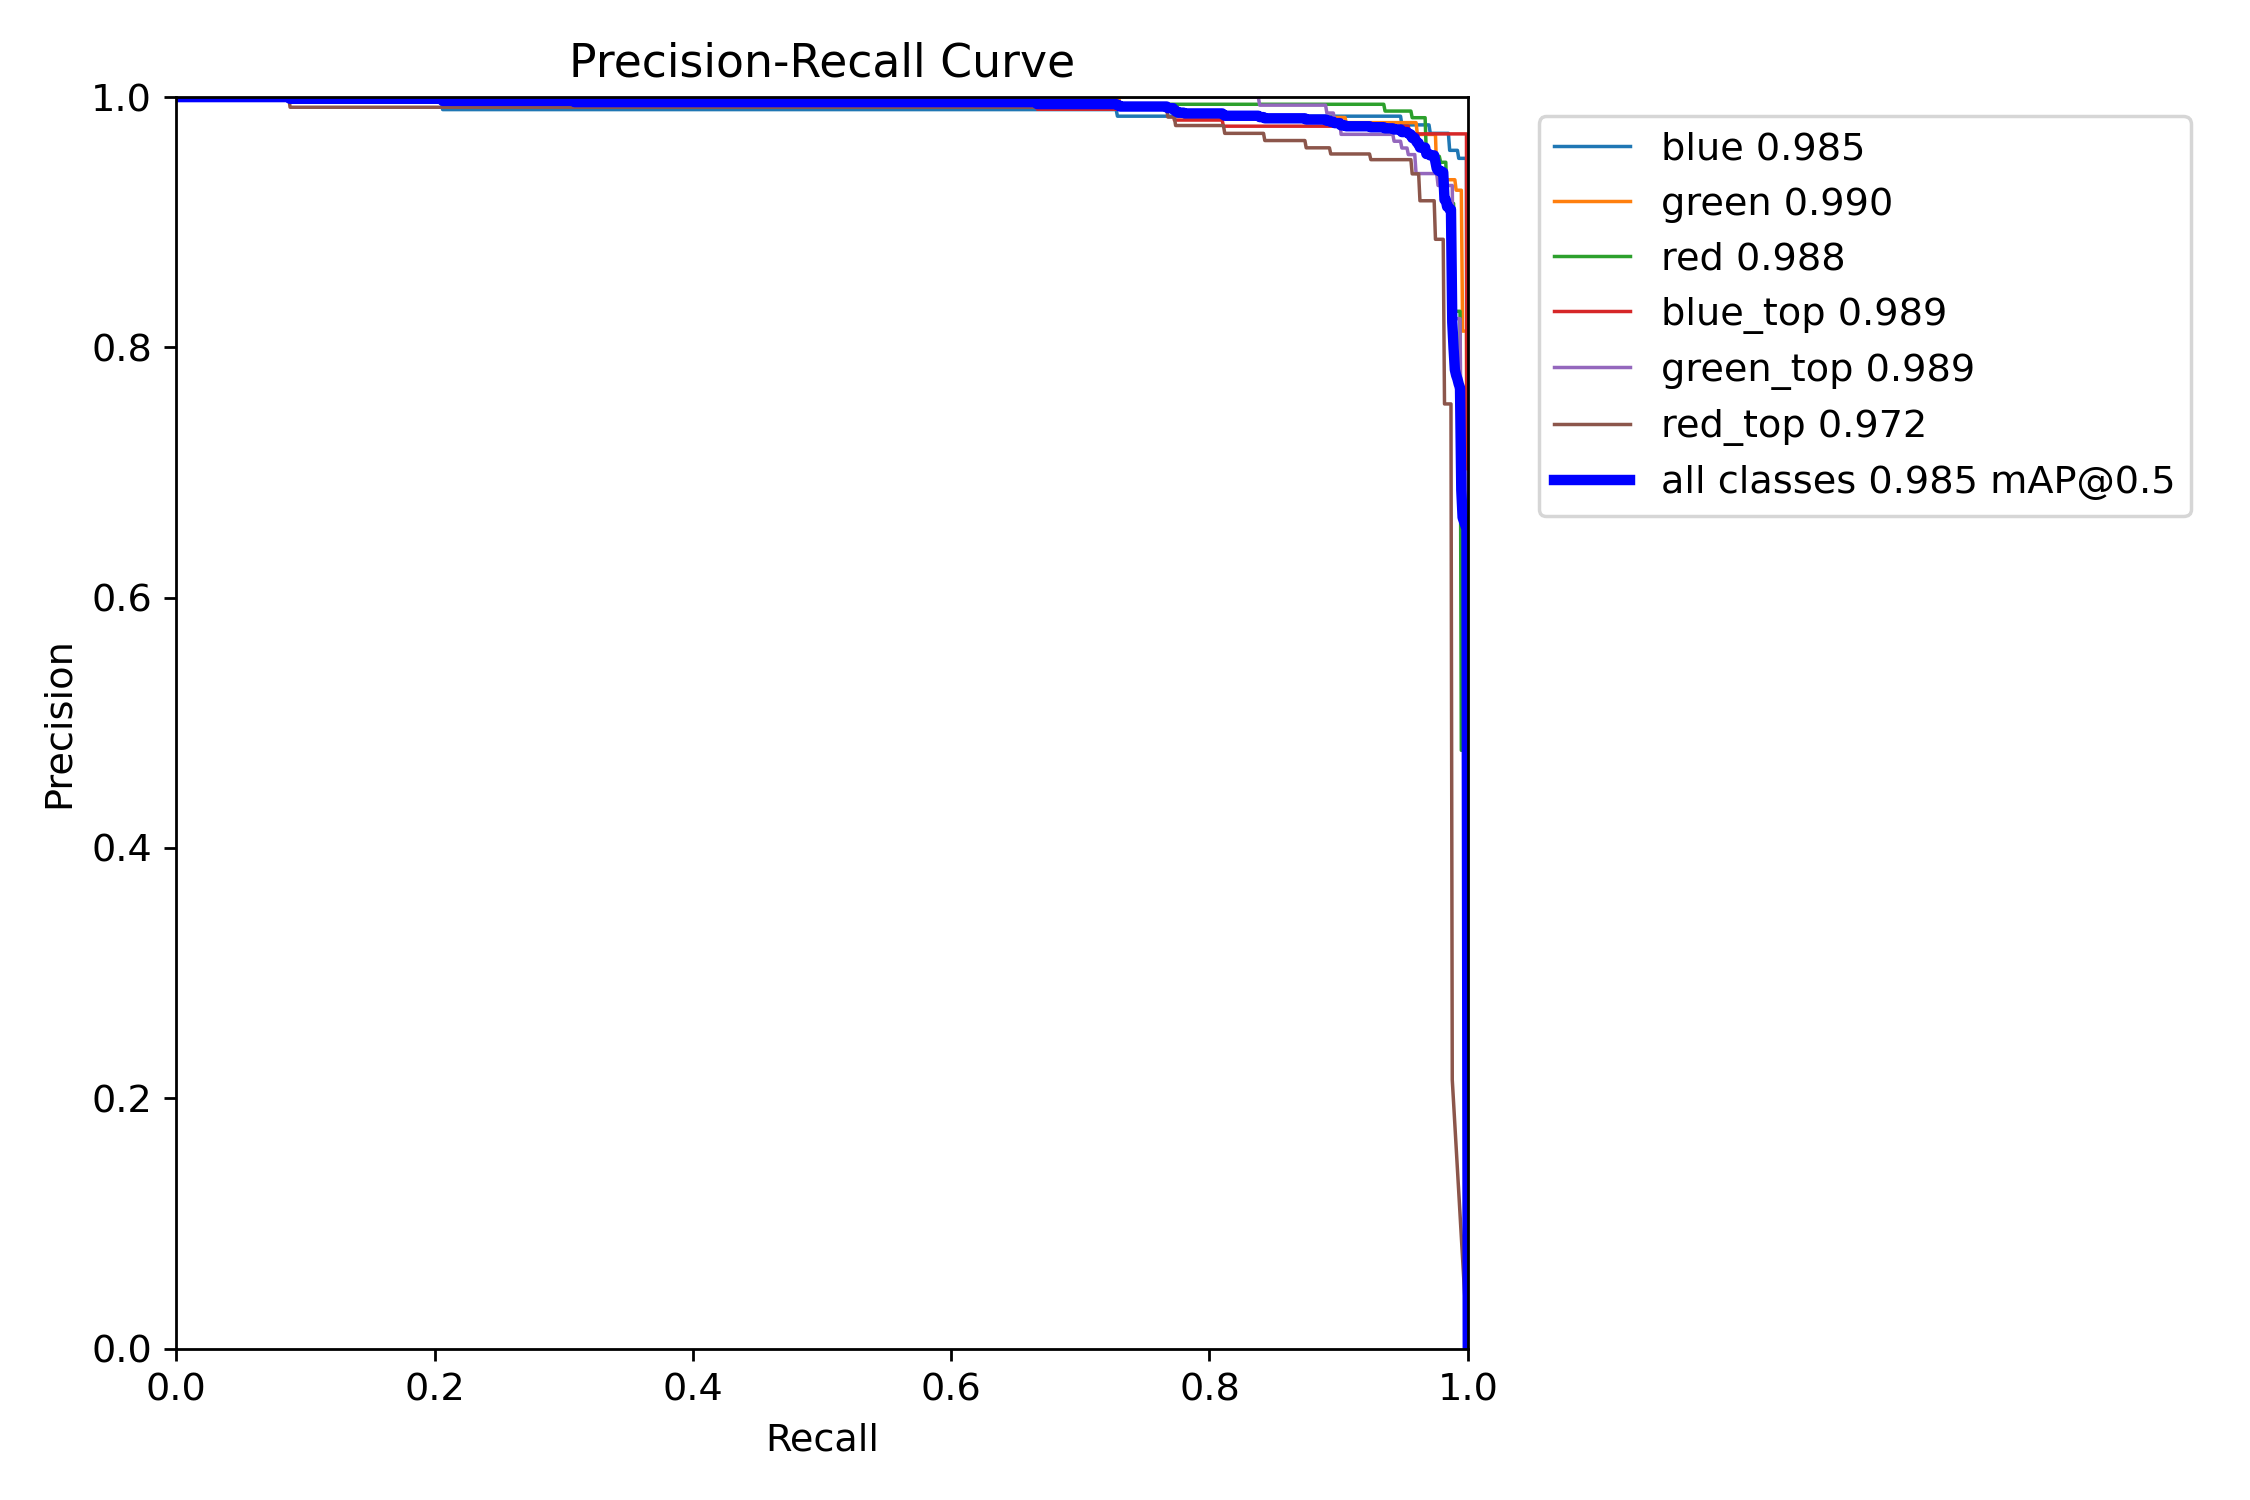 Precision-Recall Curve
1.0
0.8
0.6
0.4
0.2
0.0
Precision
0.0 0.2 0.4 0.6 0.8 1.0
Recall
blue 0.985
green 0.990
red 0.988
blue_top 0.989
green_top 0.989
red_top 0.972
all classes 0.985 mAP@0.5